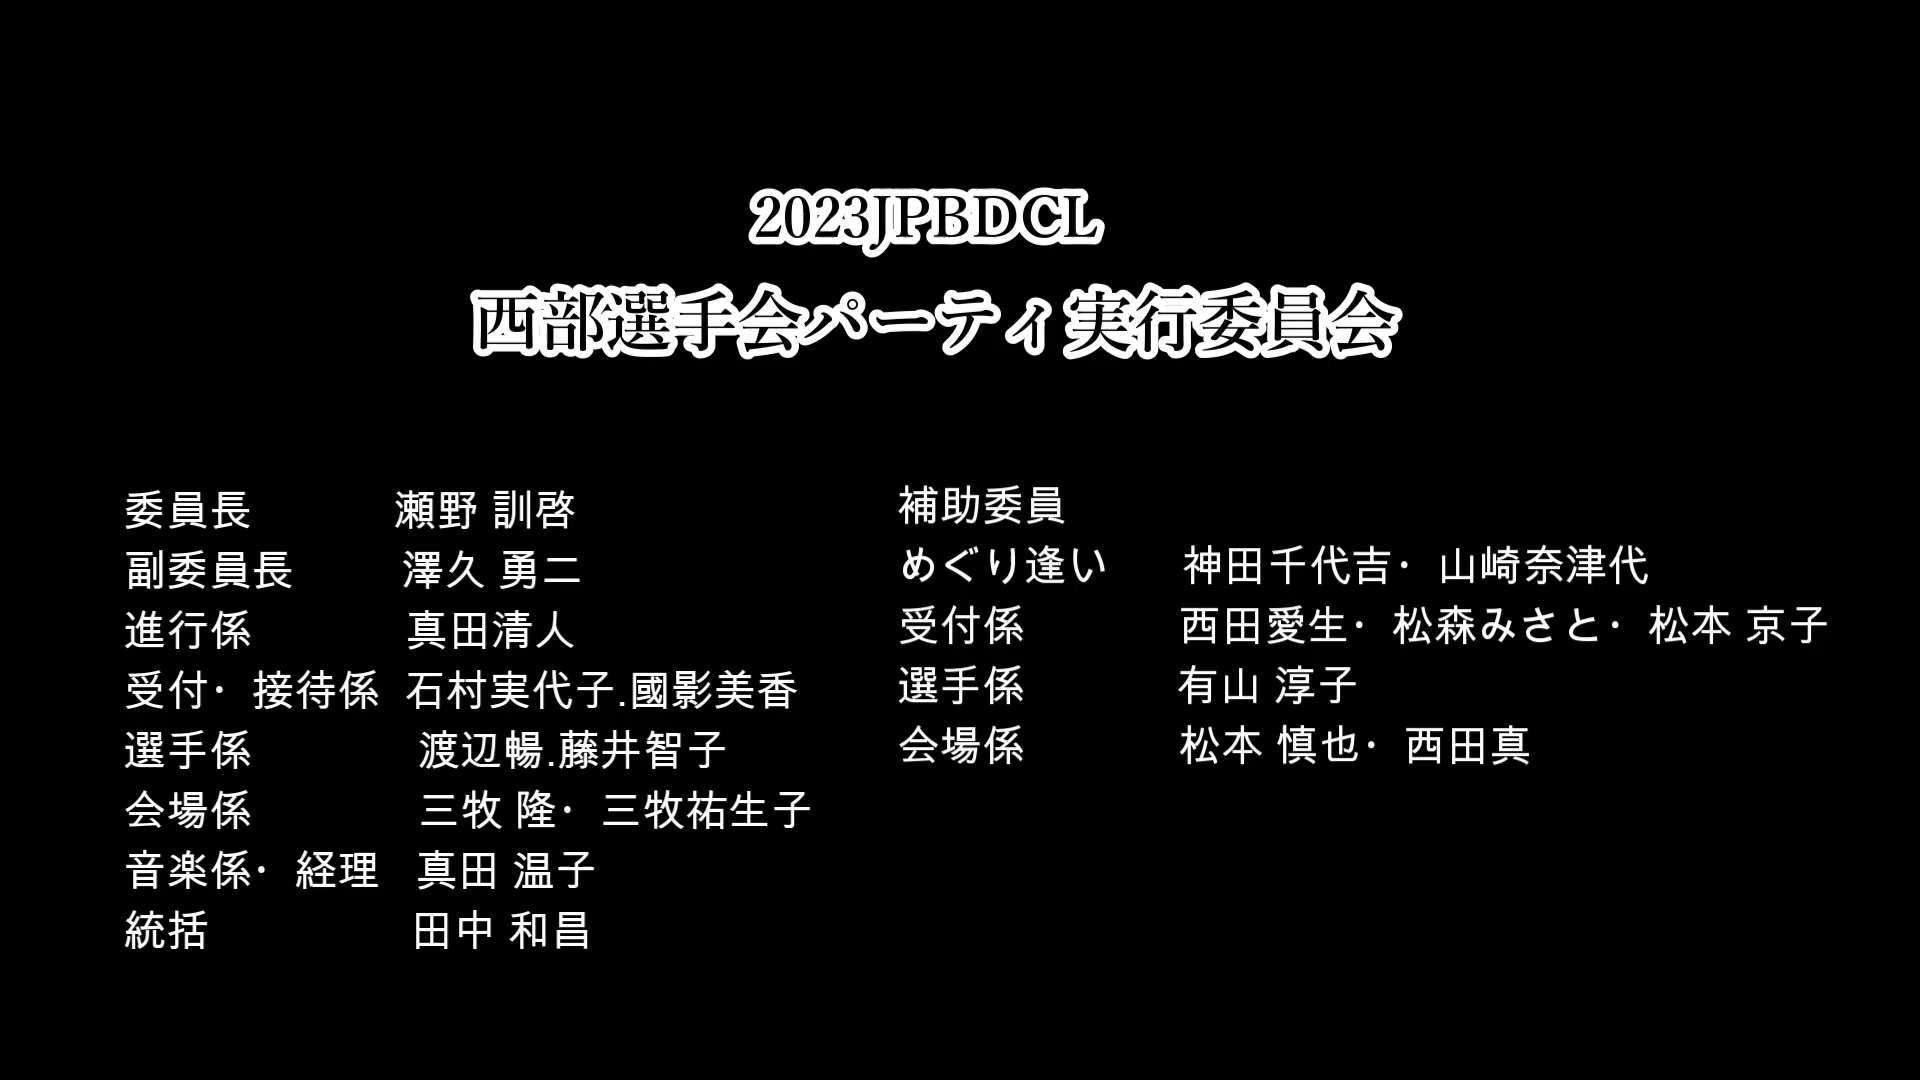 2023JPBDCL
西部選手会パーティ実行委員会
委員長 瀬野 訓啓
副委員長 澤久 勇二
進行係 真田清人
受付・接待係 石村実代子.國影美香
選手係 渡辺暢.藤井智子
会場係 三牧 隆・三牧祐生子
音楽係・経理 真田 温子
統括 田中 和昌
補助委員
めぐり逢い 神田千代吉・山崎奈津代
受付係 西田愛生・松森みさと・松本 京子
選手係 有山 淳子
会場係 松本 慎也・西田真